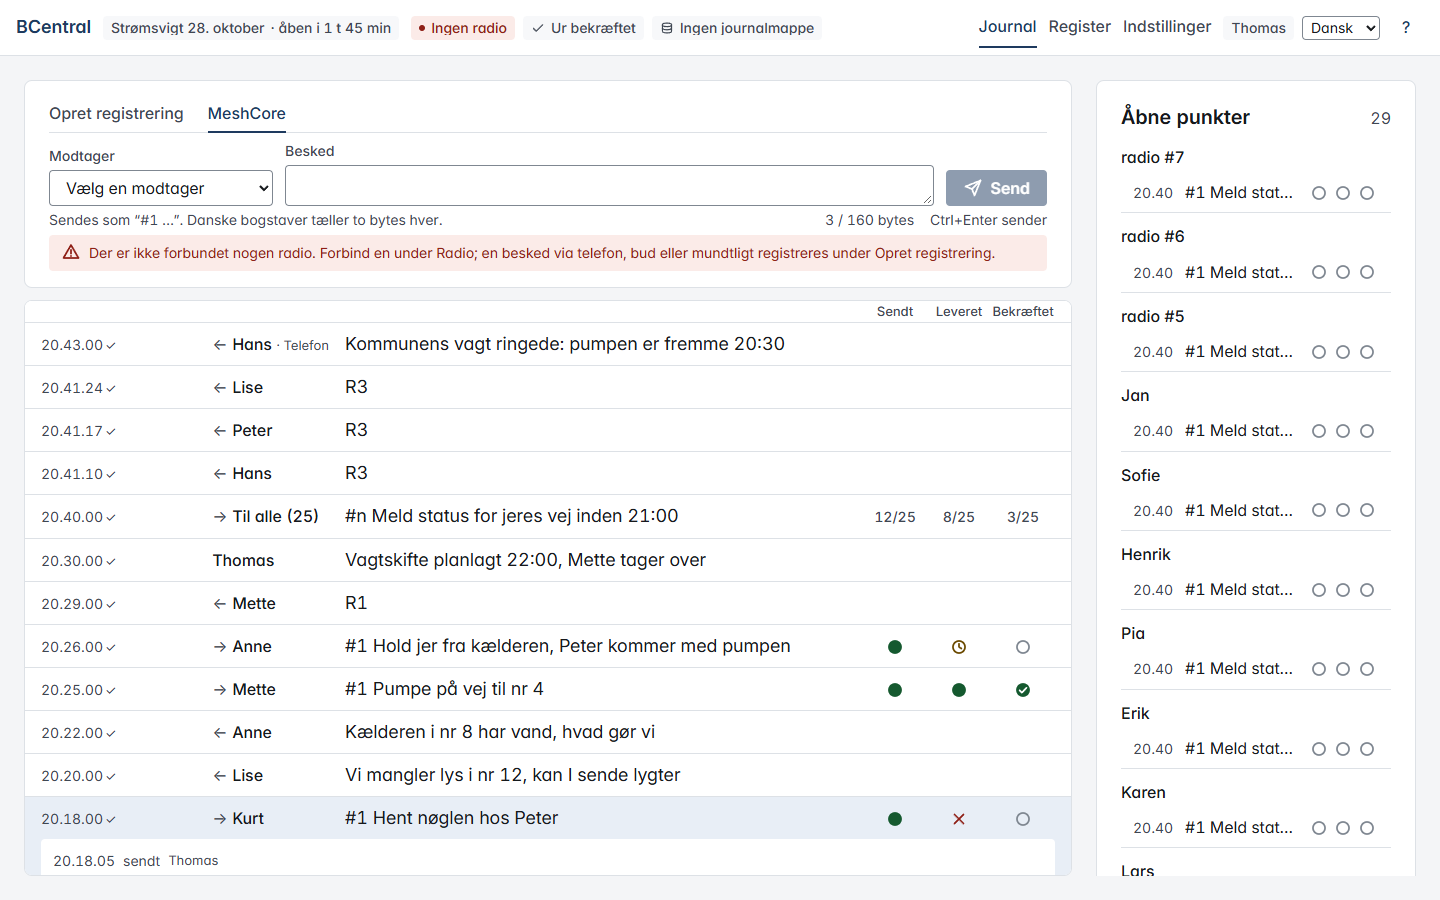 BCentral Strømsvigt 28. oktober · åben i 1 t 45 min Ingen radio Ur bekræftet Ingen journalmappe Journal Register Indstillinger Thomas Dansk ?
Opret registrering MeshCore
Modtager Besked
Vælg en modtager Send
Sendes som “#1 …”. Danske bogstaver tæller to bytes hver. 3 / 160 bytes Ctrl+Enter sender
Der er ikke forbundet nogen radio. Forbind en under Radio; en besked via telefon, bud eller mundtligt registreres under Opret registrering.
Sendt Leveret Bekræftet
20.43.00 ← Hans · Telefon Kommunens vagt ringede: pumpen er fremme 20:30
20.41.24 ← Lise R3
20.41.17 ← Peter R3
20.41.10 ← Hans R3
20.40.00 → Til alle (25) #n Meld status for jeres vej inden 21:00 12/25 8/25 3/25
20.30.00 Thomas Vagtskifte planlagt 22:00, Mette tager over
20.29.00 ← Mette R1
20.26.00 → Anne #1 Hold jer fra kælderen, Peter kommer med pumpen
20.25.00 → Mette #1 Pumpe på vej til nr 4
20.22.00 ← Anne Kælderen i nr 8 har vand, hvad gør vi
20.20.00 ← Lise Vi mangler lys i nr 12, kan I sende lygter
20.18.00 → Kurt #1 Hent nøglen hos Peter
20.18.05 sendt Thomas
Åbne punkter 29
radio #7
20.40 #1 Meld stat…
radio #6
20.40 #1 Meld stat…
radio #5
20.40 #1 Meld stat…
Jan
20.40 #1 Meld stat…
Sofie
20.40 #1 Meld stat…
Henrik
20.40 #1 Meld stat…
Pia
20.40 #1 Meld stat…
Erik
20.40 #1 Meld stat…
Karen
20.40 #1 Meld stat…
Lars